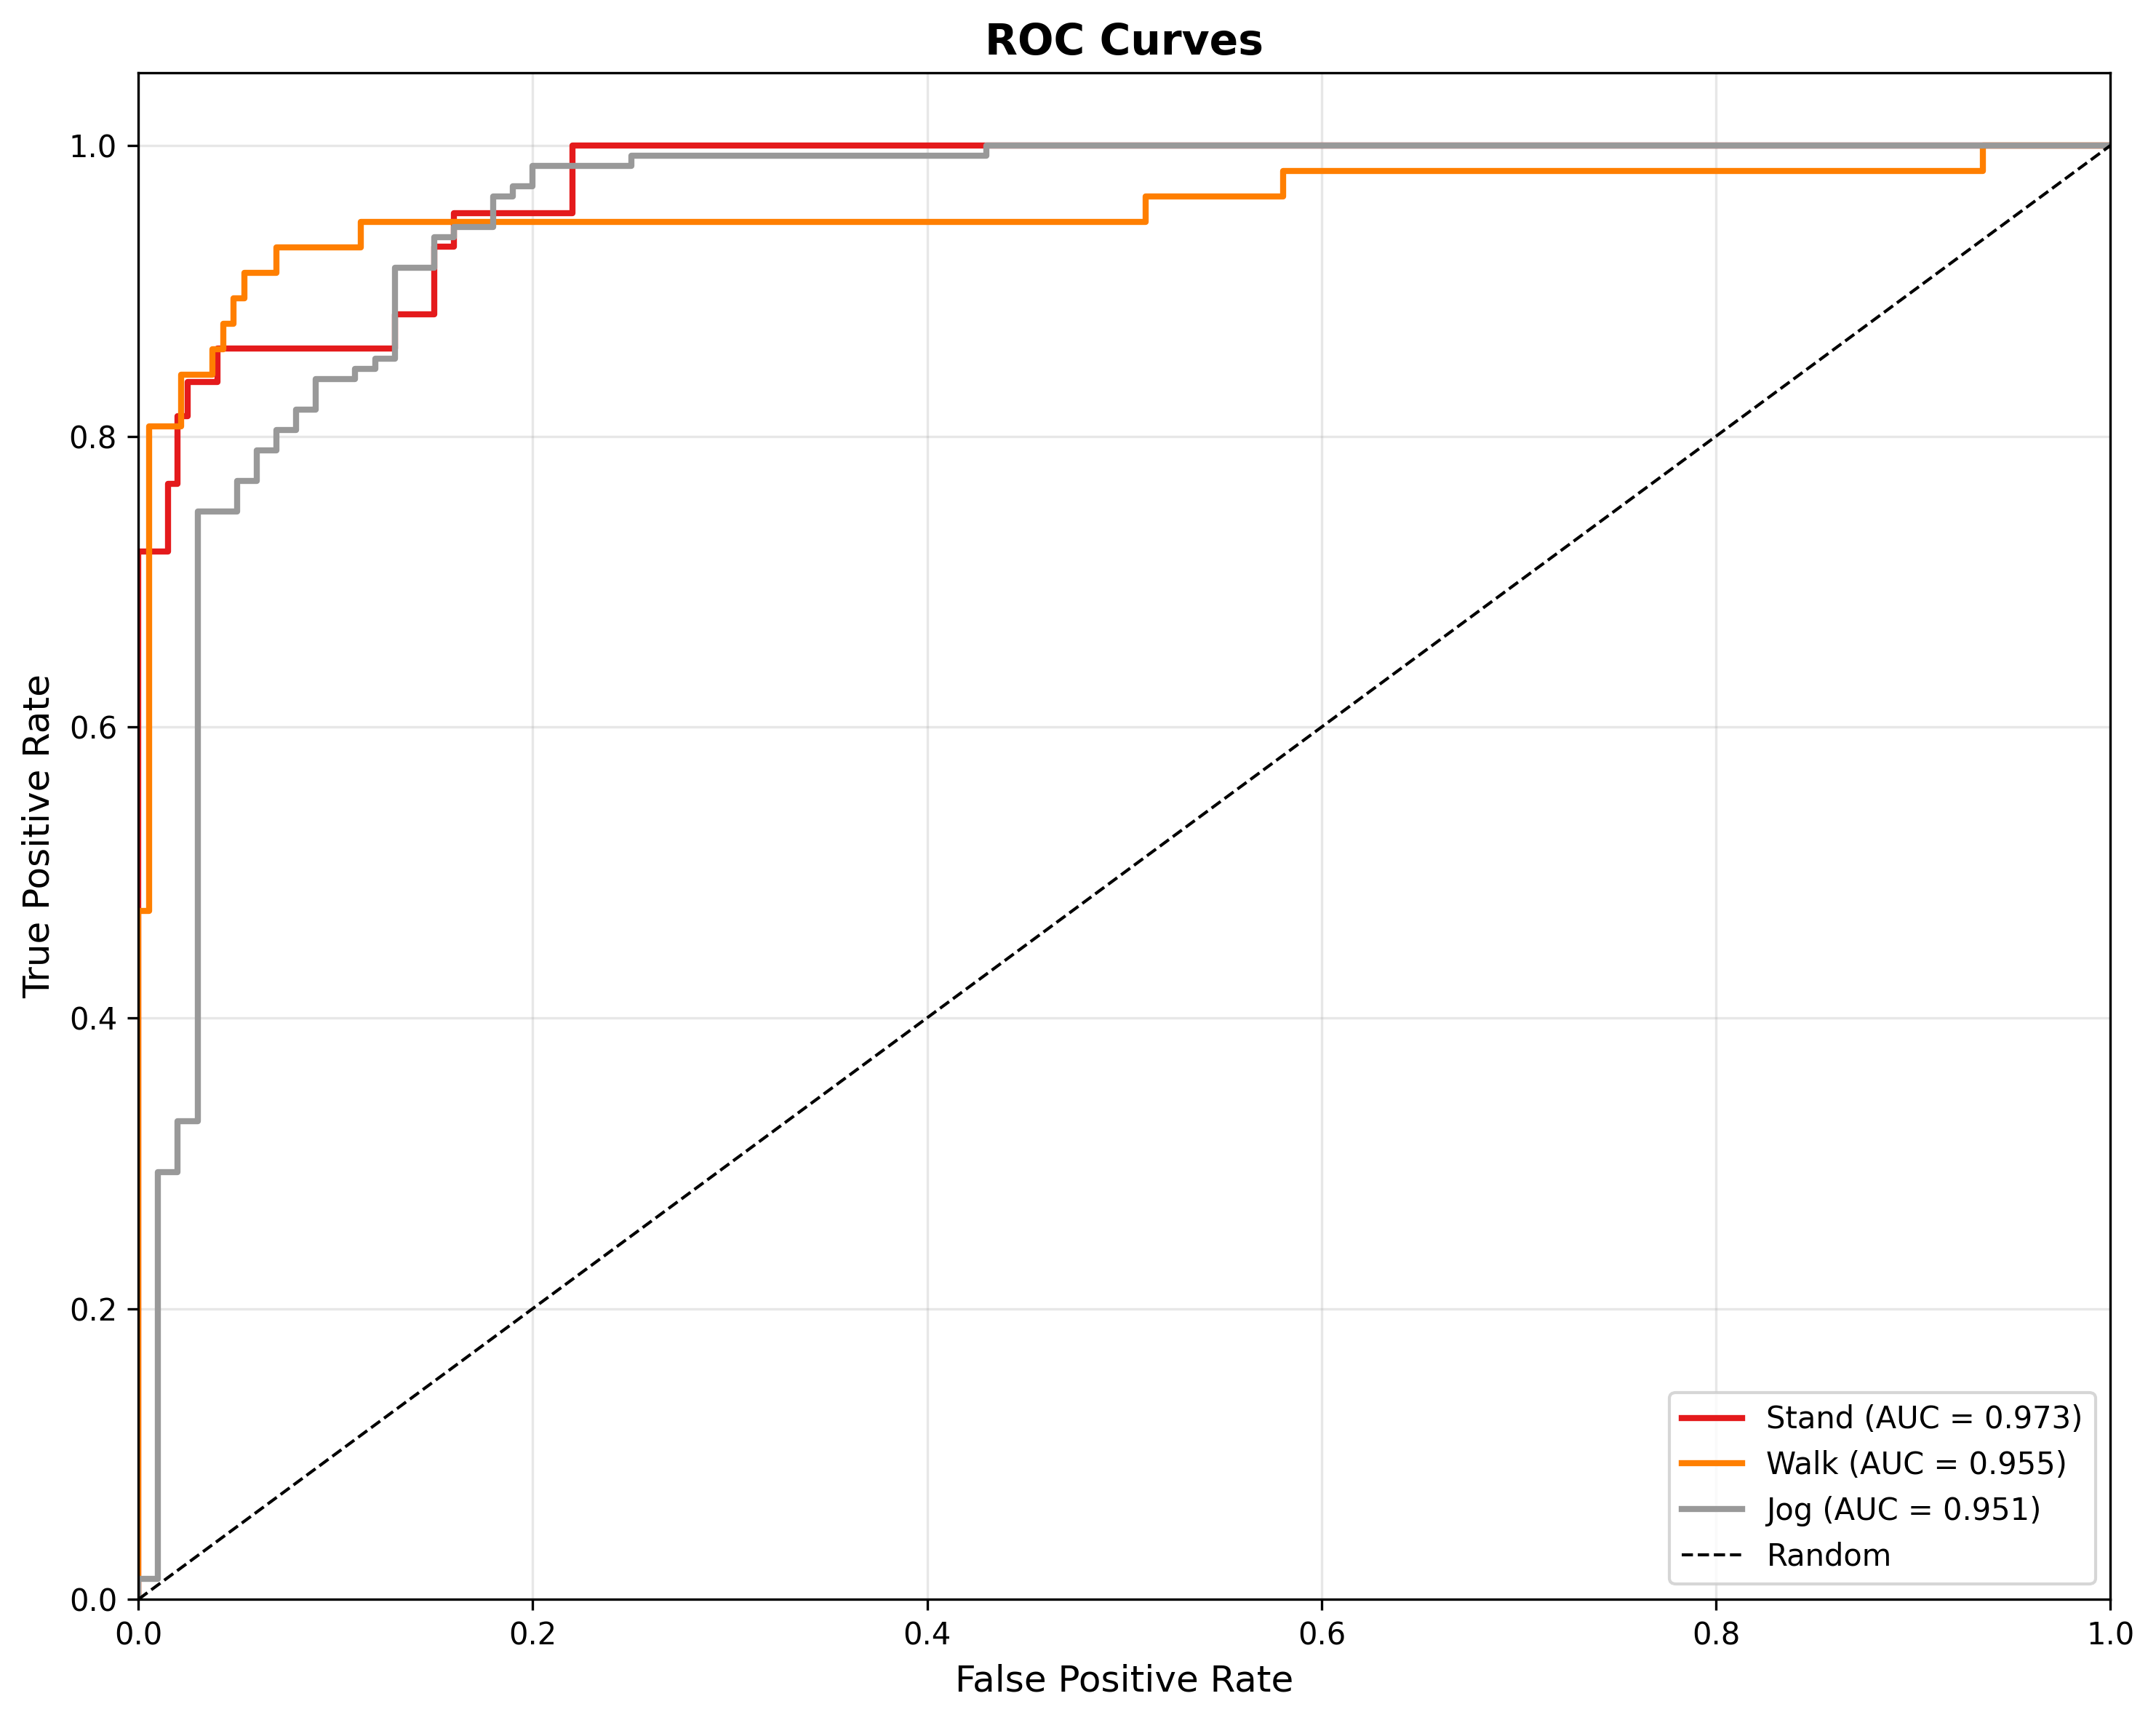 ROC Curves
True Positive Rate
1.0
0.8
0.6
0.4
0.2
0.0
0.0 0.2 0.4 0.6 0.8 1.0
False Positive Rate
Stand (AUC = 0.973)
Walk (AUC = 0.955)
Jog (AUC = 0.951)
Random